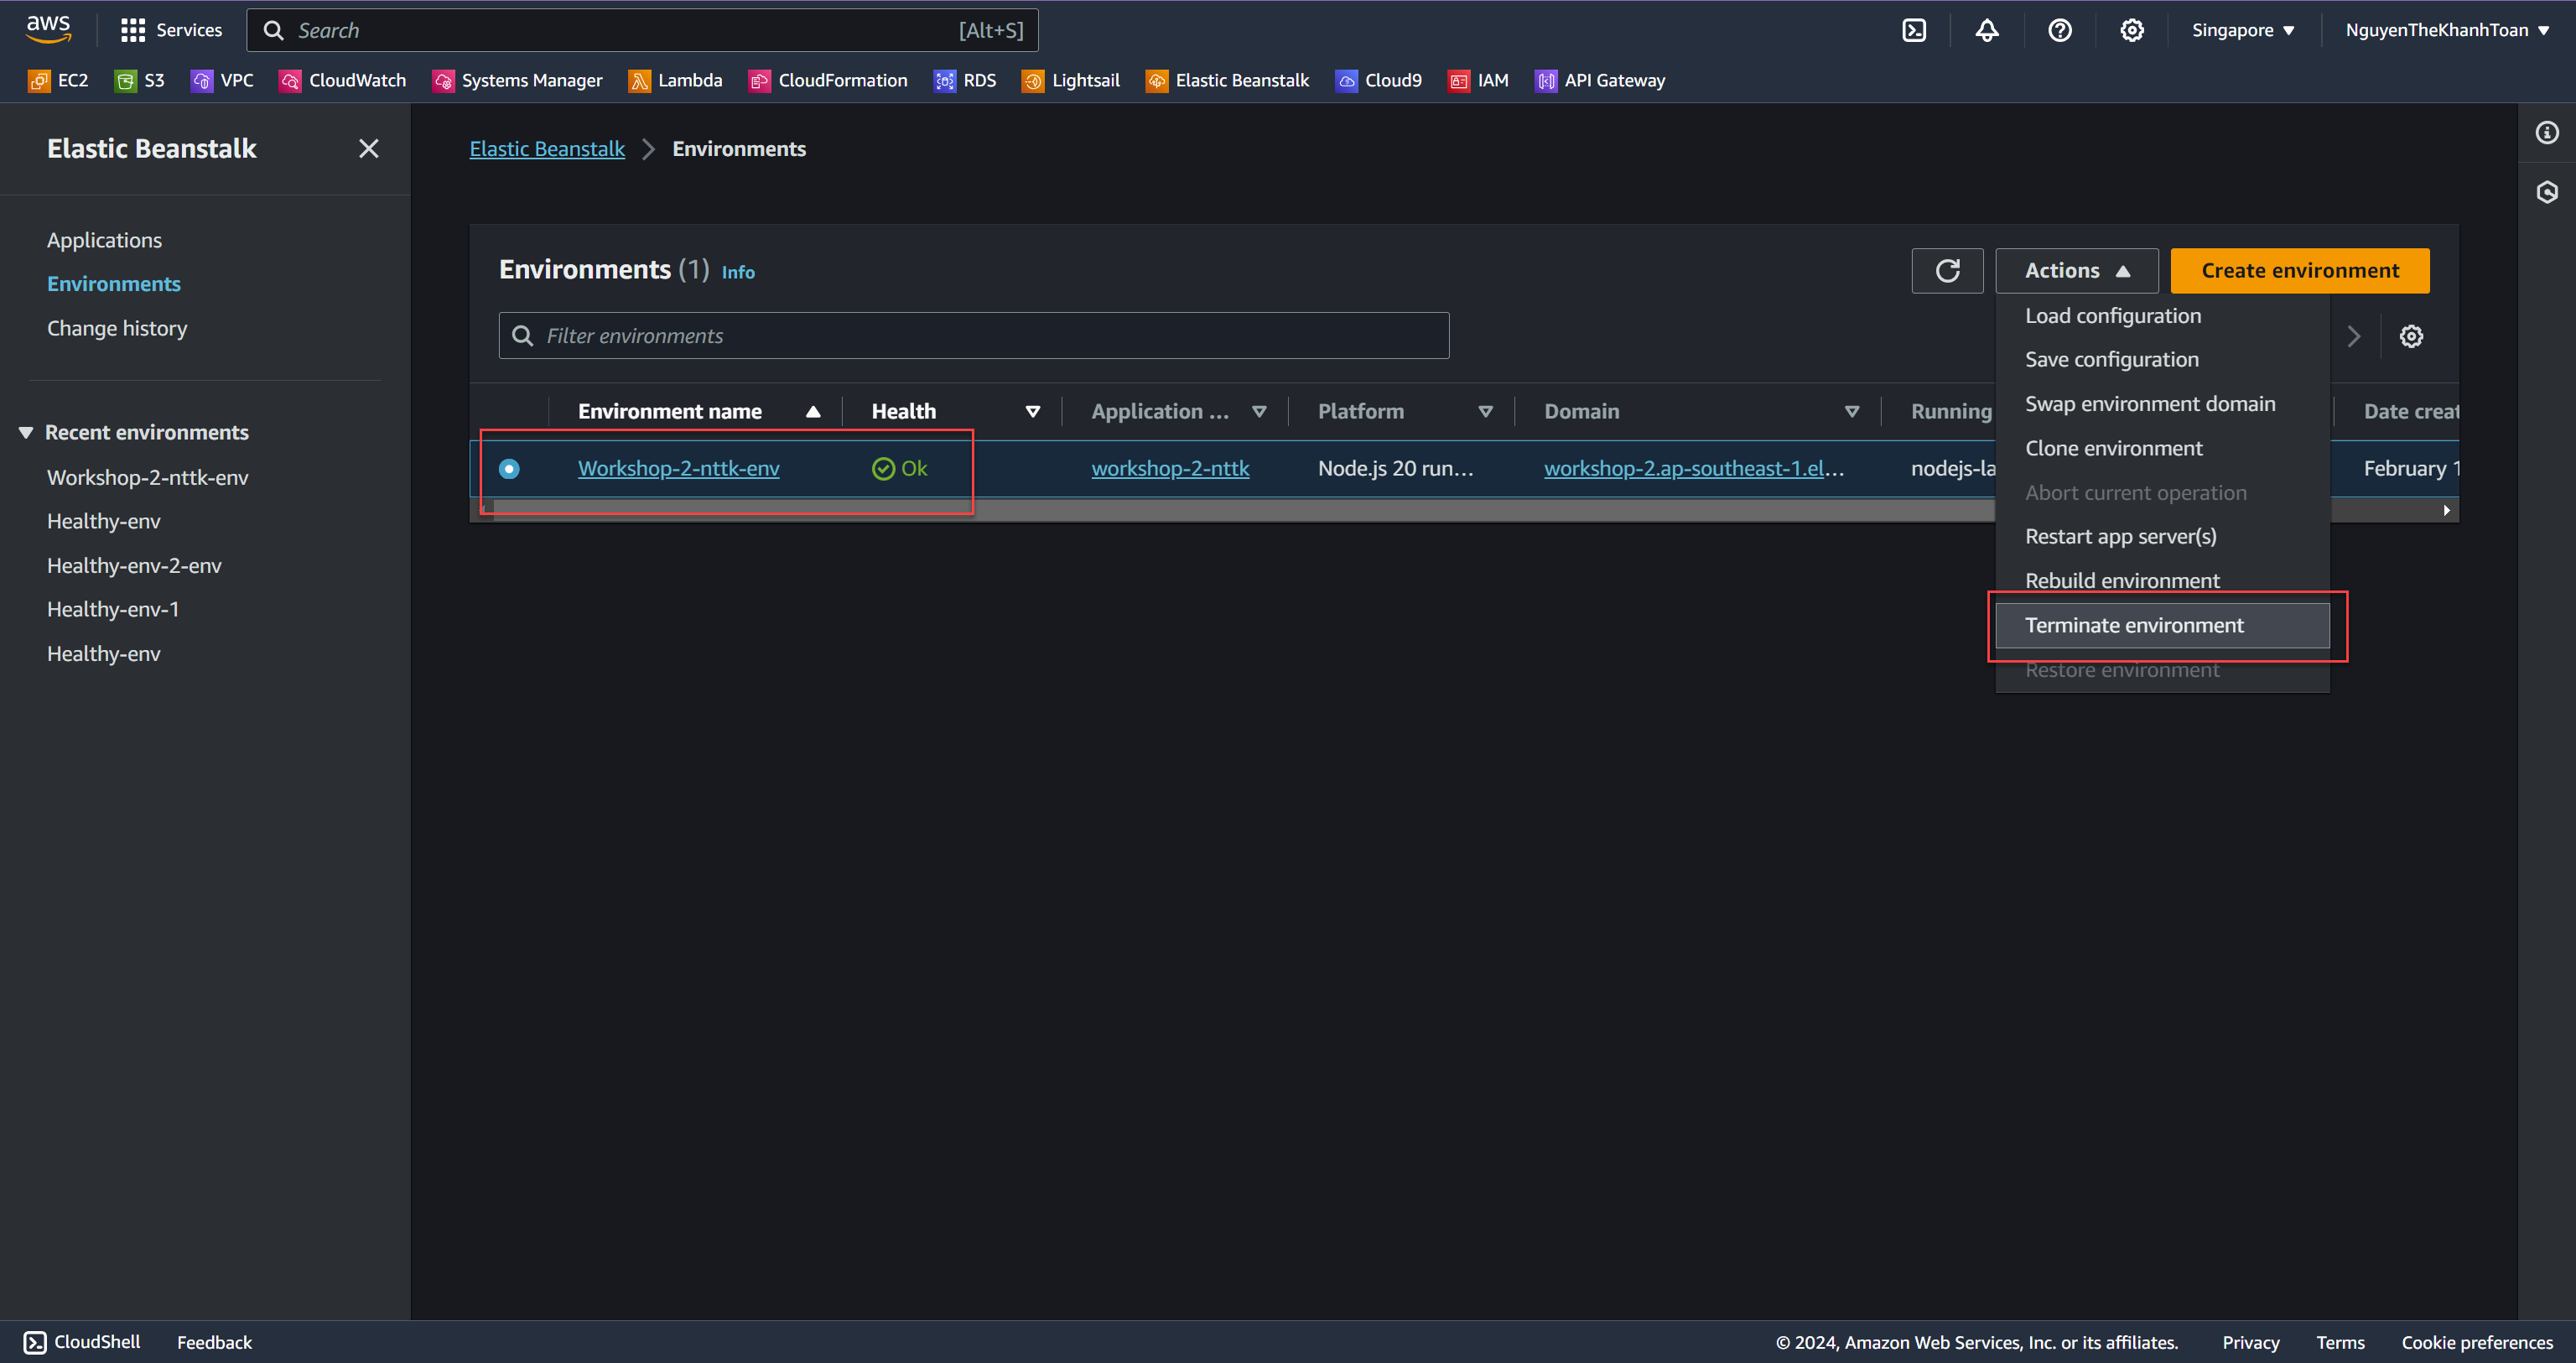 aws
Services
Search
[Alt+S]
Singapore
NguyenTheKhanhToan
EC2
S3
VPC
CloudWatch
Systems Manager
Lambda
CloudFormation
RDS
Lightsail
Elastic Beanstalk
Cloud9
IAM
API Gateway
Elastic Beanstalk
Applications
Environments
Change history
Recent environments
Workshop-2-nttk-env
Healthy-env
Healthy-env-2-env
Healthy-env-1
Healthy-env
Elastic Beanstalk
Environments
Environments (1) Info
Actions
Create environment
Filter environments
Load configuration
Save configuration
Swap environment domain
Clone environment
Abort current operation
Restart app server(s)
Rebuild environment
Terminate environment
Restore environment
Environment name
Health
Application ...
Platform
Domain
Running
Date creat
Workshop-2-nttk-env
Ok
workshop-2-nttk
Node.js 20 run...
workshop-2.ap-southeast-1.el...
nodejs-la
February 1
CloudShell
Feedback
© 2024, Amazon Web Services, Inc. or its affiliates.
Privacy
Terms
Cookie preferences